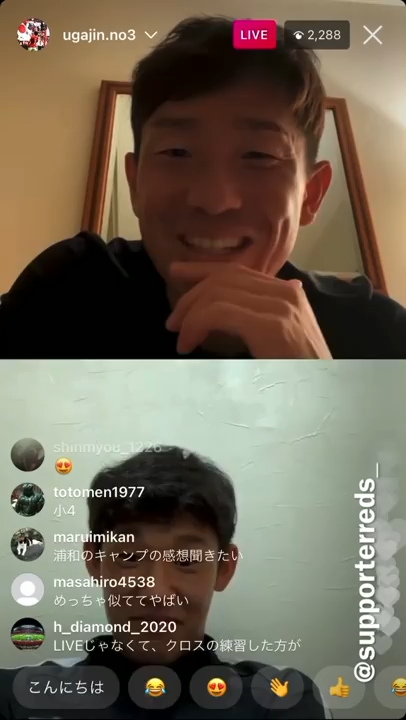 ugajin.no3
LIVE
2,288
shinmyou_1226
😍
totomen1977
小4
maruimikan
浦和のキャンプの感想聞きたい
masahiro4538
めっちゃ似ててやばい
h_diamond_2020
LIVEじゃなくて、クロスの練習した方が
こんにちは 😂 😍 👋 👍 😂
@supporterreds_